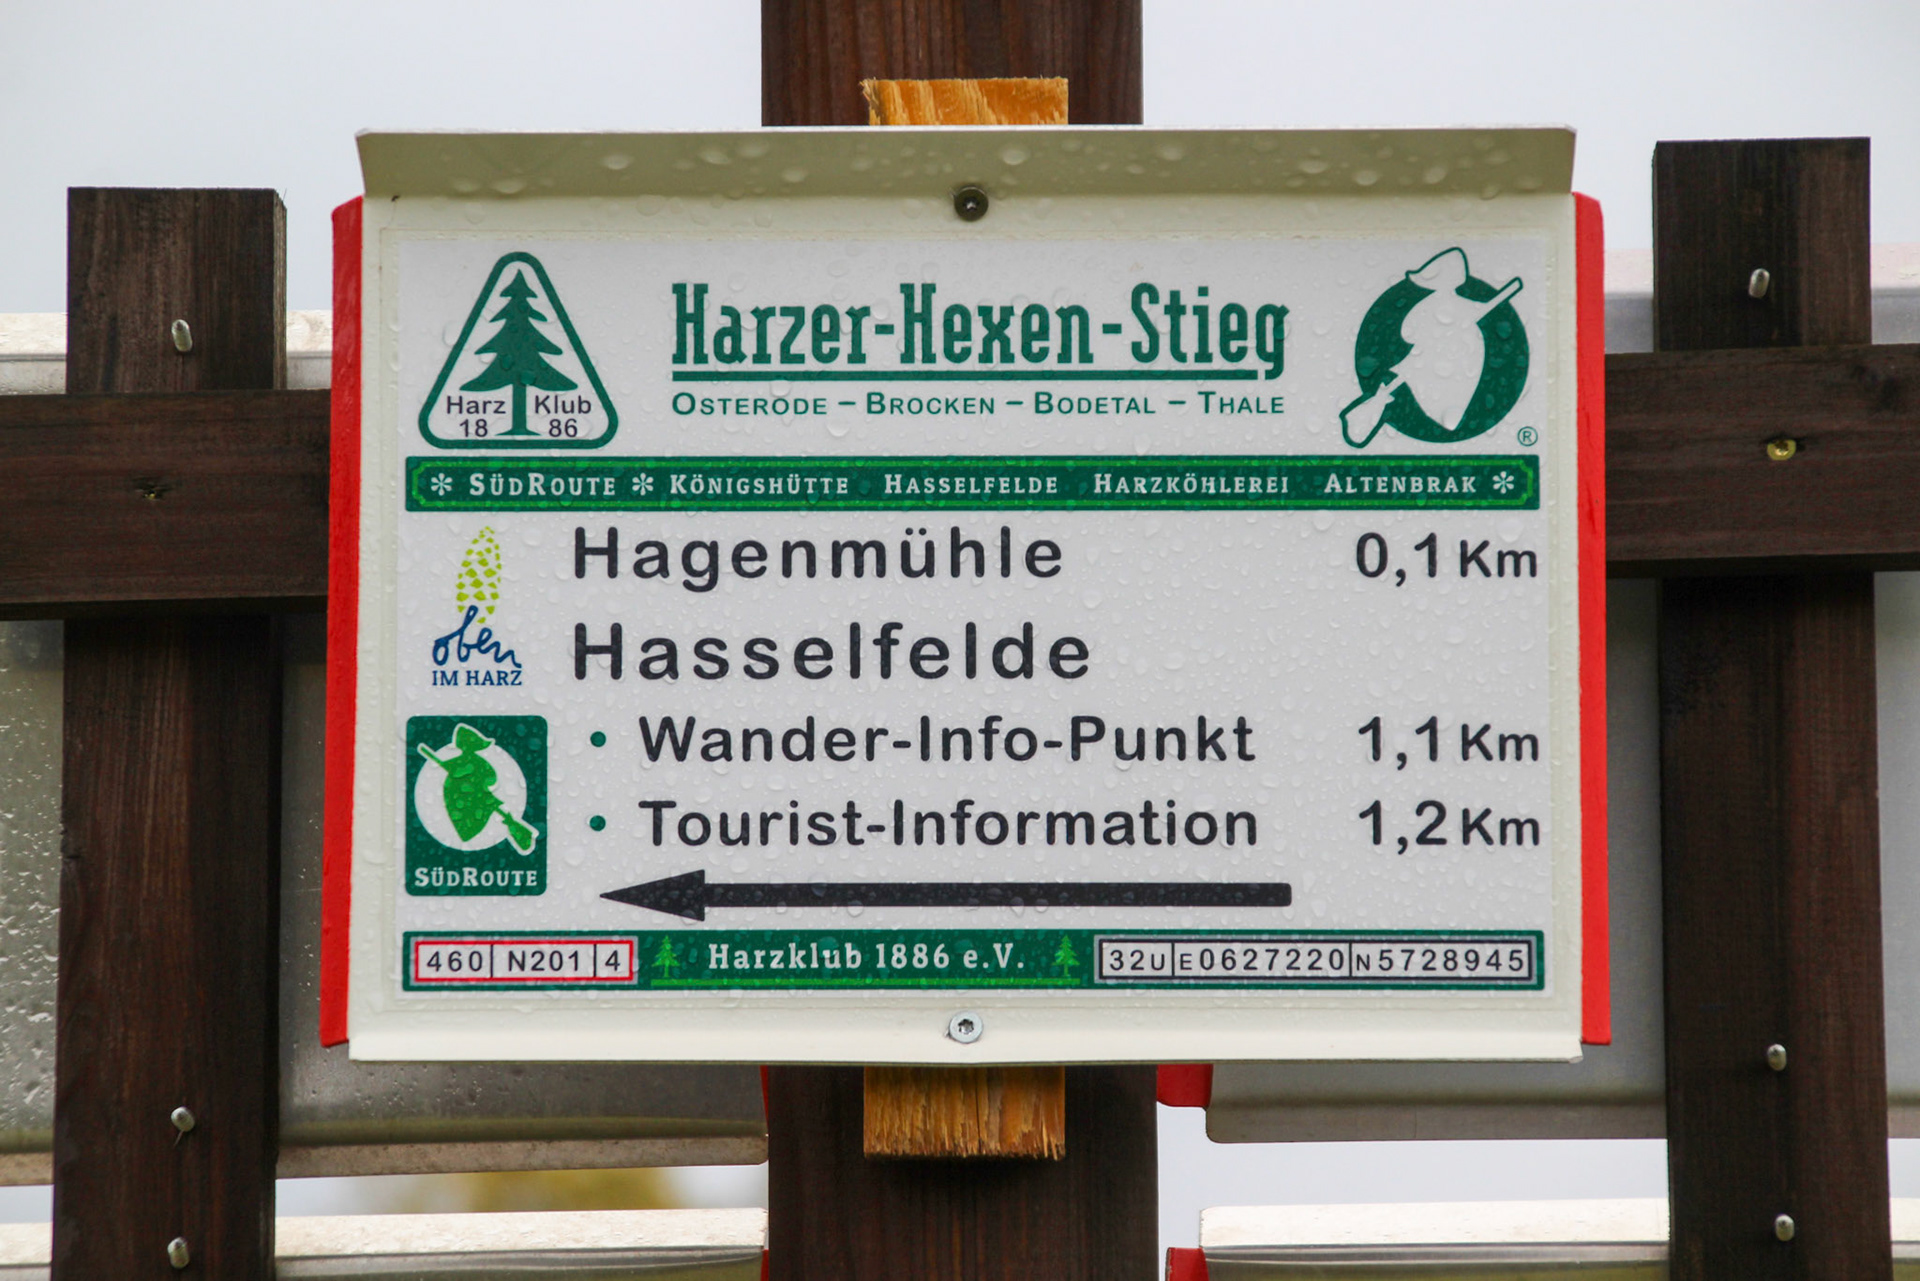 Harz Klub
18 86
Harzer-Hexen-Stieg
Osterode – Brocken – Bodetal – Thale
®
* SüdRoute * Königshütte Hasselfelde Harzköhlerei Altenbrak *
oben
IM HARZ
Hagenmühle 0,1 Km
Hasselfelde
• Wander-Info-Punkt 1,1 Km
• Tourist-Information 1,2 Km
SüdRoute
460 N201 4
Harzklub 1886 e.V.
32U E0627220 N5728945